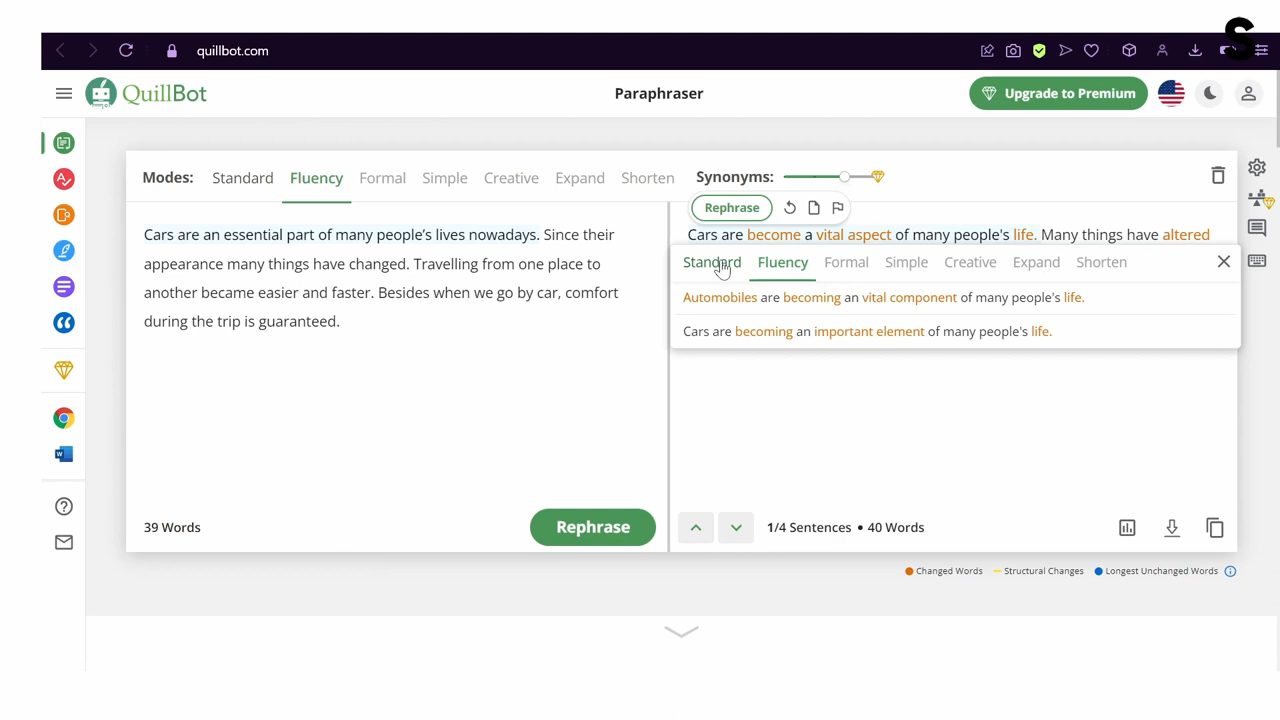 S
quillbot.com
QuillBot
Paraphraser
Upgrade to Premium
Modes: Standard Fluency Formal Simple Creative Expand Shorten
Synonyms:
Rephrase
Cars are an essential part of many people’s lives nowadays. Since their
appearance many things have changed. Travelling from one place to
another became easier and faster. Besides when we go by car, comfort
during the trip is guaranteed.
Cars are become a vital aspect of many people's life. Many things have altered
Standard Fluency Formal Simple Creative Expand Shorten
Automobiles are becoming an vital component of many people's life.
Cars are becoming an important element of many people's life.
39 Words
Rephrase
1/4 Sentences • 40 Words
Changed Words Structural Changes Longest Unchanged Words